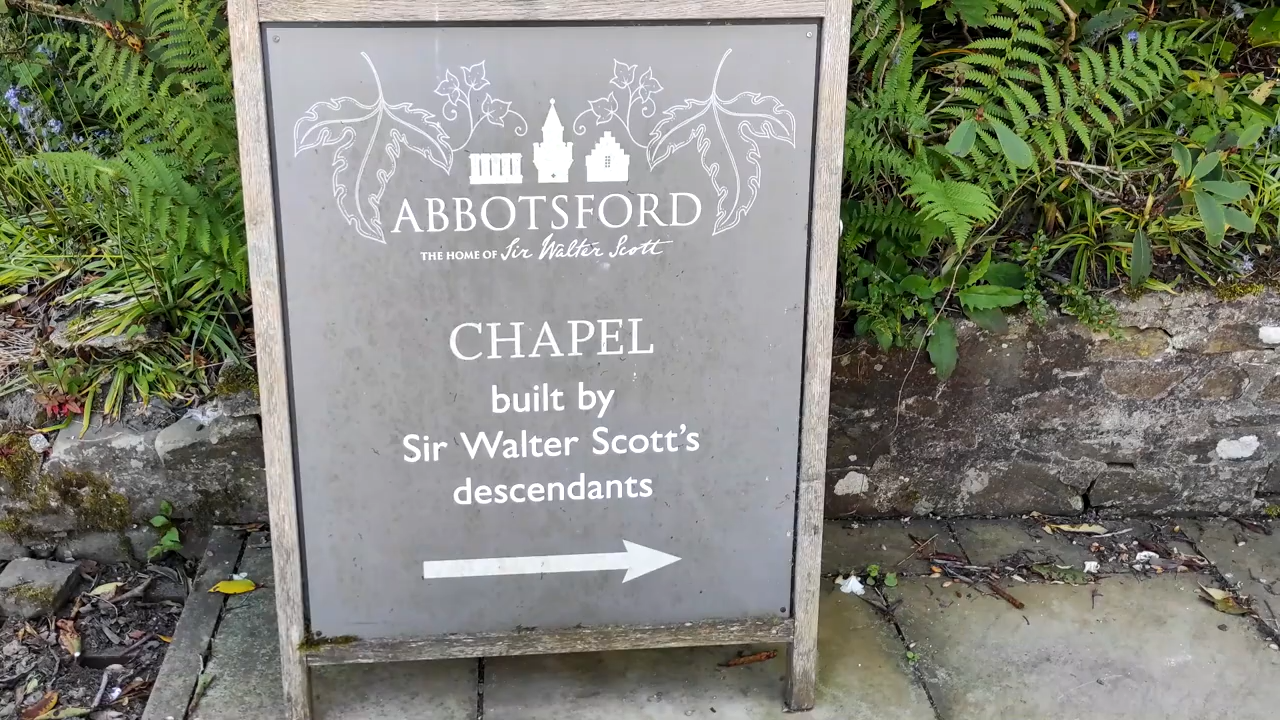 ABBOTSFORD
THE HOME OF Sir Walter Scott
CHAPEL
built by
Sir Walter Scott's
descendants